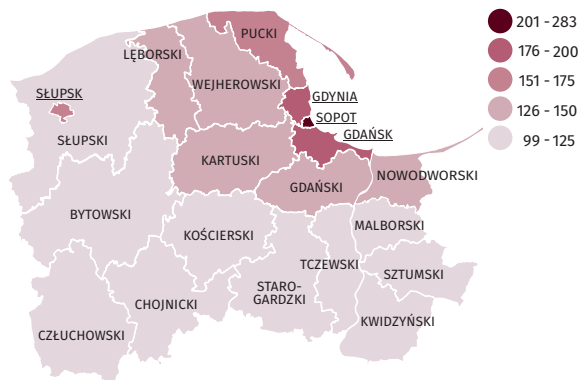 201 - 283
176 - 200
151 - 175
126 - 150
99 - 125
PUCKI
LĘBORSKI
WEJHEROWSKI
SŁUPSK
GDYNIA
SOPOT
GDAŃSK
SŁUPSKI
KARTUSKI
GDAŃSKI
NOWODWORSKI
BYTOWSKI
KOŚCIERSKI
MALBORSKI
TCZEWSKI
SZTUMSKI
STARO-
GARDZKI
CHOJNICKI
KWIDZYŃSKI
CZŁUCHOWSKI